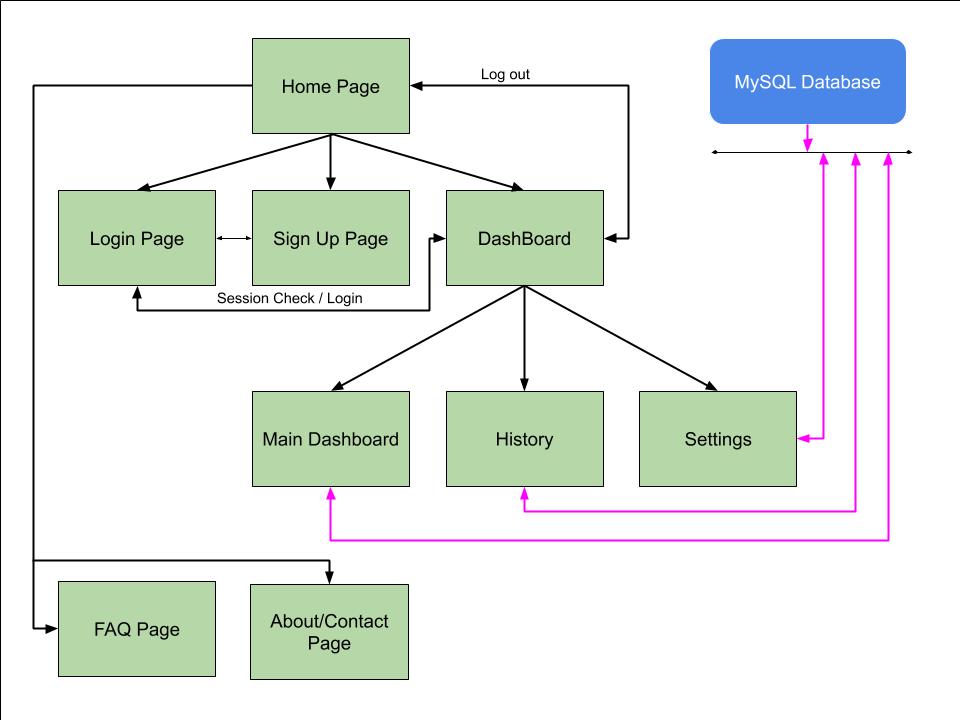 Home Page
Log out
MySQL Database
Login Page
Sign Up Page
DashBoard
Session Check / Login
Main Dashboard
History
Settings
FAQ Page
About/Contact
Page